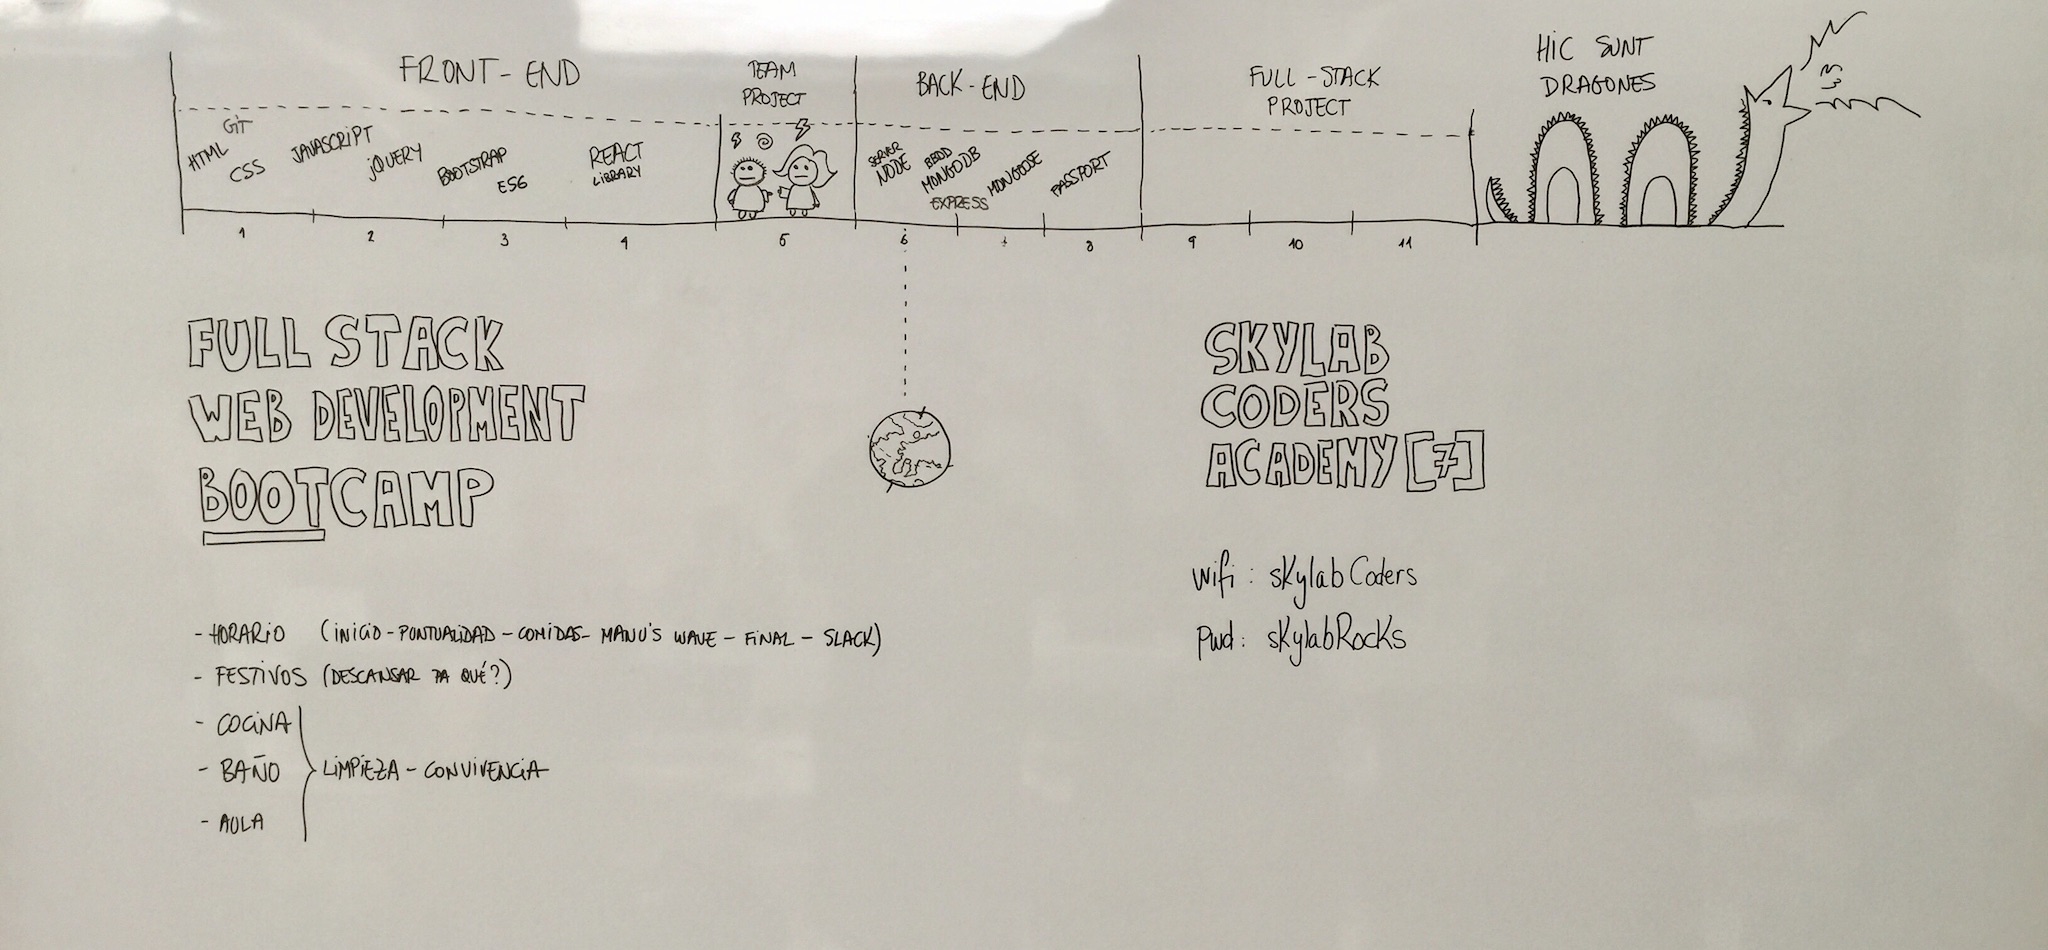 FRONT-END
TEAM
PROJECT
BACK-END
FULL-STACK
PROJECT
HIC SUNT
DRAGONES
GIT
HTML
CSS
JAVASCRIPT
JQUERY
BOOTSTRAP
ES6
REACT
LIBRARY
SERVER
NODE
BBDD
MONGODB
EXPRESS
MONGOOSE
PASSPORT
1 2 3 4 5 6 7 8 9 10 11
FULL STACK
WEB DEVELOPMENT
BOOTCAMP
SKYLAB
CODERS
ACADEMY [7]
wifi: skylabCoders
pwd: skylabRocks
- HORARIO (INICIO - PUNTUALIDAD - COMIDAS - MANU'S WAVE - FINAL - SLACK)
- FESTIVOS (DESCANSAR PA QUÉ?)
- COCINA
- BAÑO
LIMPIEZA - CONVIVENCIA
- AULA